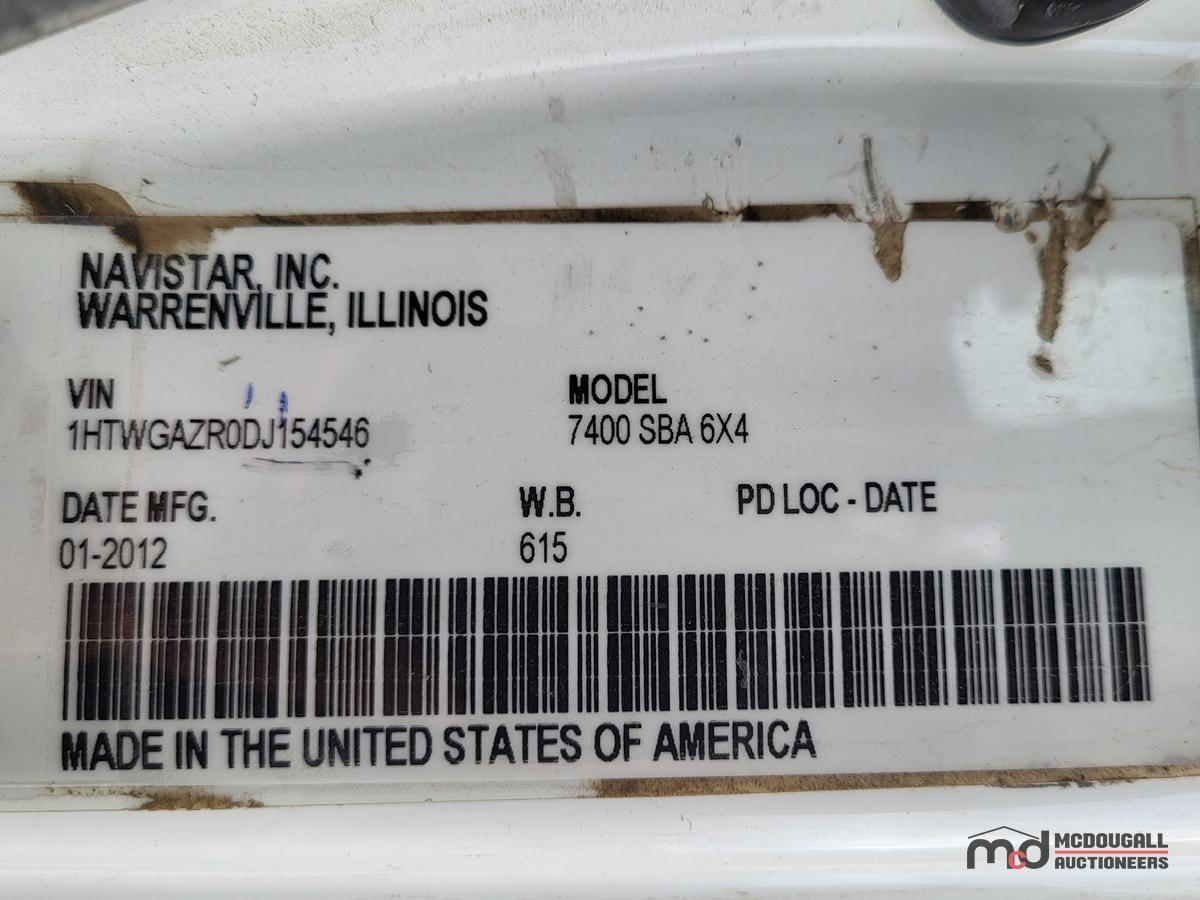 NAVISTAR, INC.
WARRENVILLE, ILLINOIS
VIN
1HTWGAZR0DJ154546
MODEL
7400 SBA 6X4
DATE MFG.
01-2012
W.B.
615
PD LOC - DATE
MADE IN THE UNITED STATES OF AMERICA
mcd MCDOUGALL
AUCTIONEERS